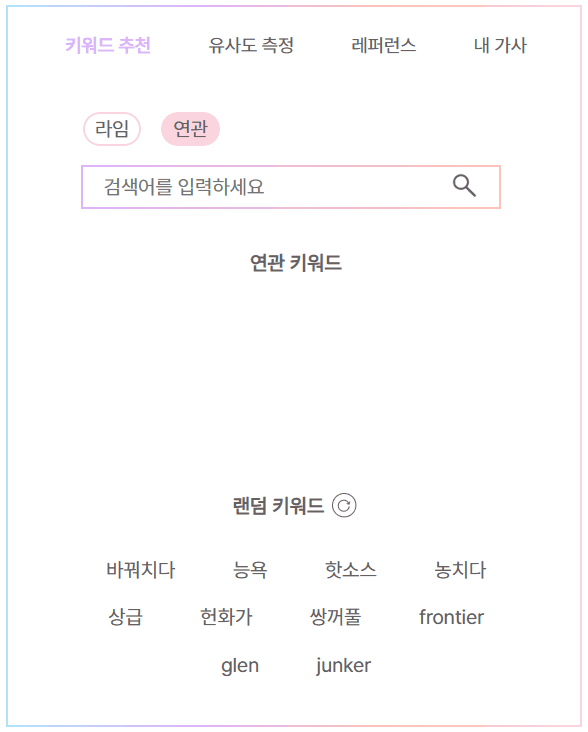 키워드 추천 유사도 측정 레퍼런스 내 가사
라임 연관
검색어를 입력하세요
연관 키워드
랜덤 키워드
바꿔치다 능욕 핫소스 농치다
상급 헌화가 쌍꺼풀 frontier
glen junker